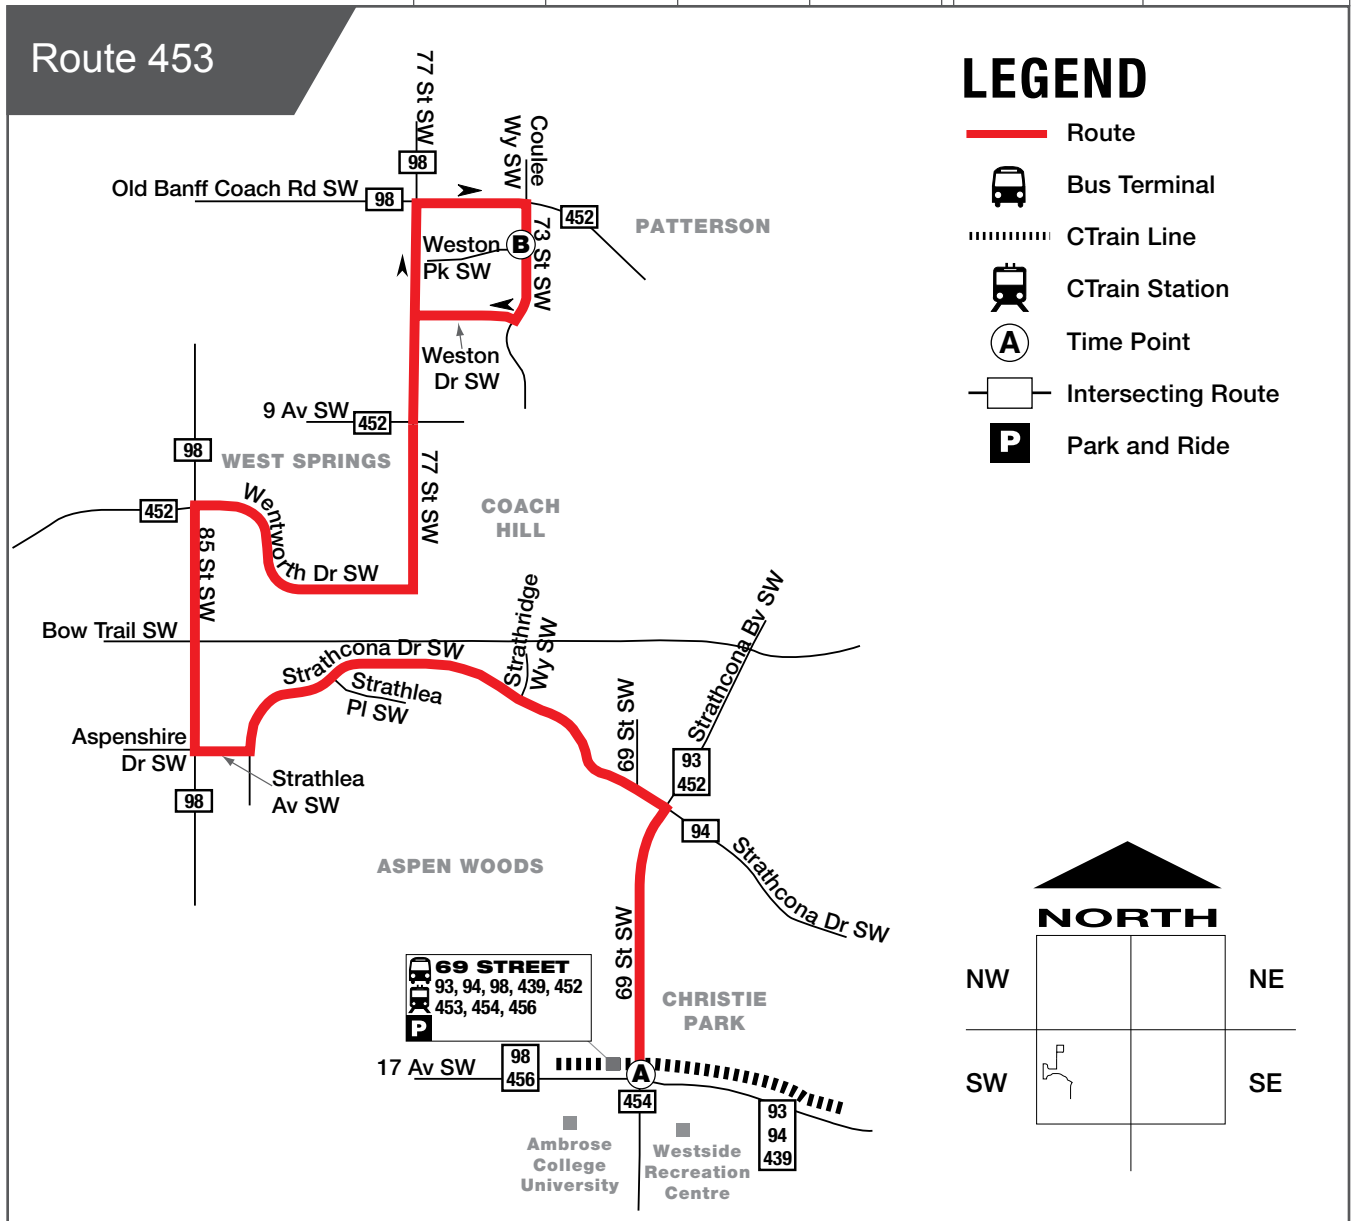 Route 453
LEGEND
Route
Bus Terminal
CTrain Line
CTrain Station
A
Time Point
Intersecting Route
P
Park and Ride
77 St SW
98
Coulee
Wy SW
Old Banff Coach Rd SW
98
452
PATTERSON
Weston
Pk SW
B
73 St SW
Weston
Dr SW
9 Av SW
452
98
WEST SPRINGS
77 St SW
COACH
HILL
452
Wentworth Dr SW
85 St SW
Bow Trail SW
Strathcona Dr SW
Strathlea
Pl SW
Strathridge
Wy SW
Strathcona Bv SW
69 St SW
93
452
Aspenshire
Dr SW
Strathlea
Av SW
98
94
Strathcona Dr SW
ASPEN WOODS
69 St SW
69 STREET
93, 94, 98, 439, 452
453, 454, 456
P
CHRISTIE
PARK
17 Av SW
98
456
A
454
93
94
439
Ambrose
College
University
Westside
Recreation
Centre
NORTH
NW
NE
SW
SE